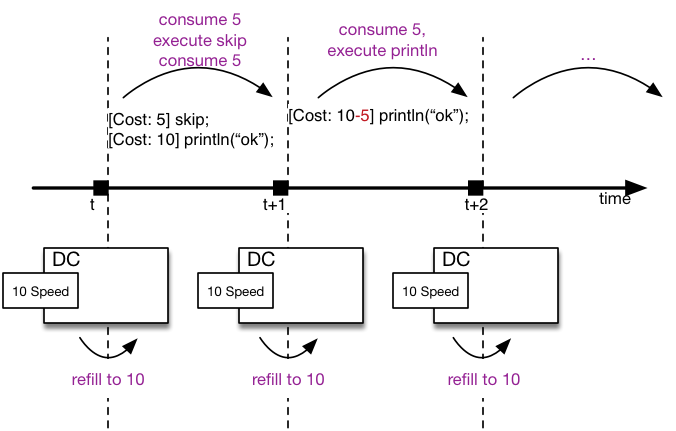 consume 5
execute skip
consume 5
consume 5,
execute println
...
[Cost: 5] skip;
[Cost: 10] println(“ok”);
[Cost: 10-5] println(“ok”);
t
t+1
t+2
time
DC
10 Speed
DC
10 Speed
DC
10 Speed
refill to 10
refill to 10
refill to 10